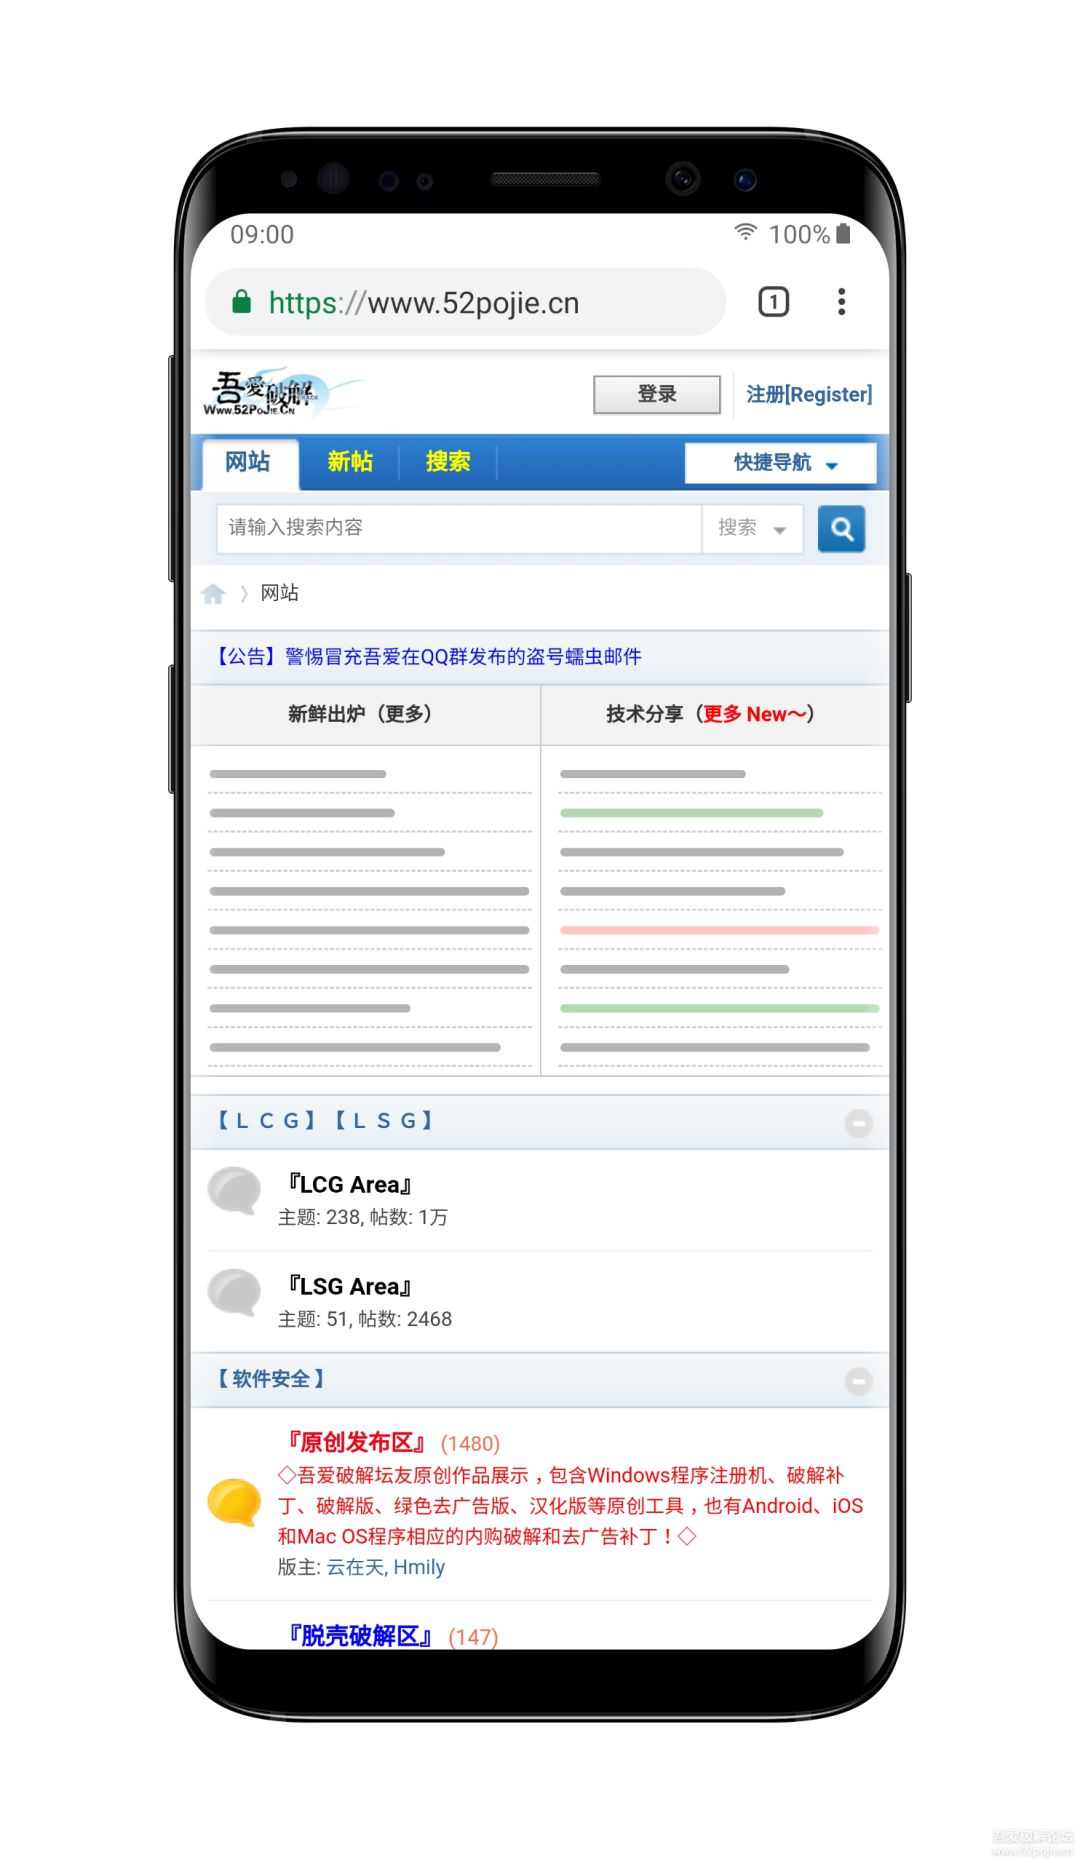 09:00
100%
https://www.52pojie.cn
1
吾愛破解
www.52PoJie.Cn
登录
注册[Register]
网站
新帖
搜索
快捷导航
请输入搜索内容
搜索
网站
【公告】警惕冒充吾爱在QQ群发布的盗号蠕虫邮件
新鲜出炉（更多）
技术分享（更多 New～）
【 L C G 】【 L S G 】
『LCG Area』
主题: 238, 帖数: 1万
『LSG Area』
主题: 51, 帖数: 2468
【 软件安全 】
『原创发布区』 (1480)
◇吾爱破解坛友原创作品展示，包含Windows程序注册机、破解补
丁、破解版、绿色去广告版、汉化版等原创工具，也有Android、iOS
和Mac OS程序相应的内购破解和去广告补丁！◇
版主: 云在天, Hmily
『脱壳破解区』 (147)
吾爱破解论坛
www.52pojie.cn